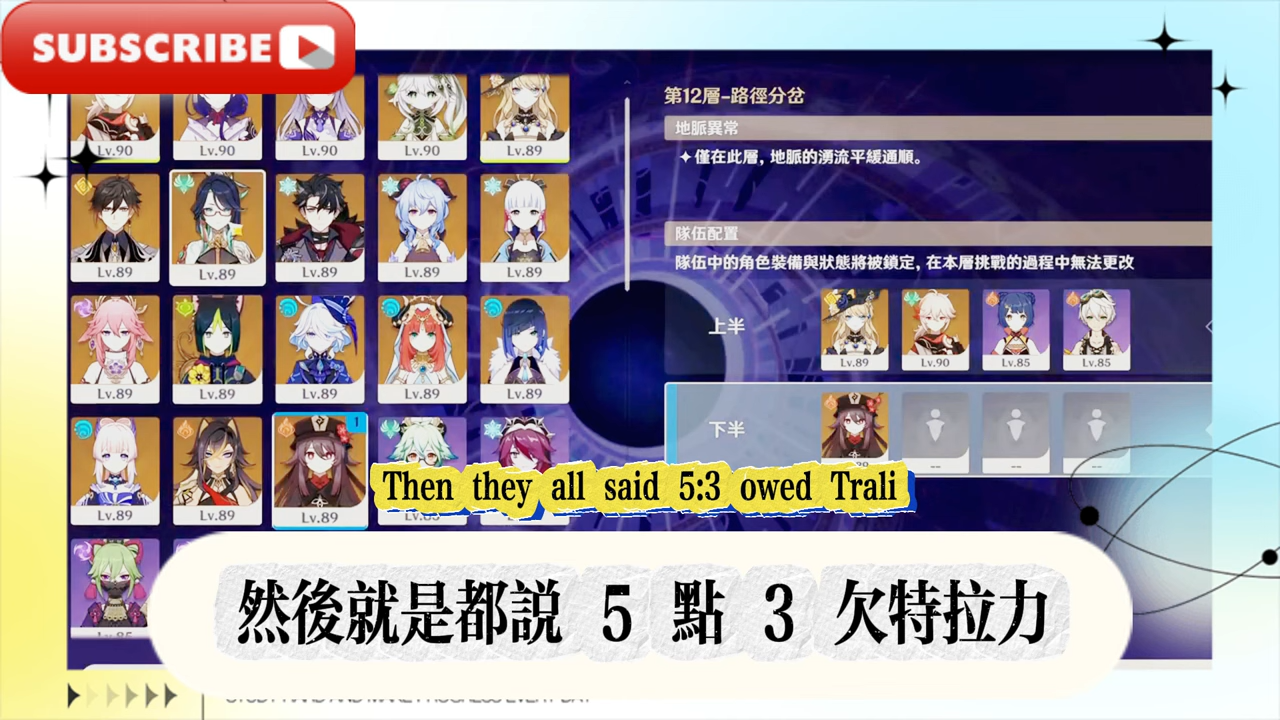 SUBSCRIBE
Lv.90 Lv.90 Lv.90 Lv.90 Lv.89
Lv.89 Lv.89 Lv.89 Lv.89 Lv.89
Lv.89 Lv.89 Lv.89 Lv.89 Lv.89
Lv.89 Lv.89 Lv.89
1
第12層-路徑分岔
地脈異常
✦僅在此層，地脈的湧流平緩通順。
隊伍配置
隊伍中的角色裝備與狀態將被鎖定，在本層挑戰的過程中無法更改
上半
Lv.89 Lv.90 Lv.85 Lv.85
下半
-- -- --
Then they all said 5:3 owed Trali
然後就是都説 5 點 3 欠特拉力